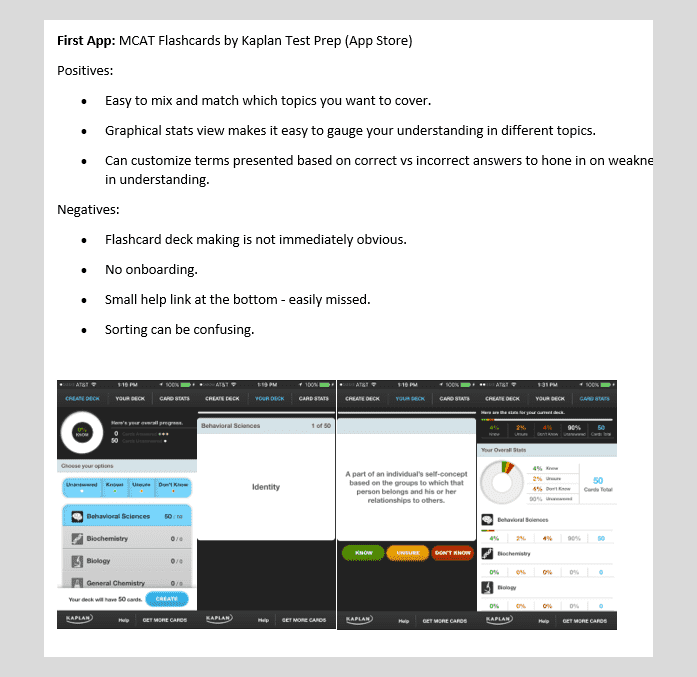 First App: MCAT Flashcards by Kaplan Test Prep (App Store)
Positives:
• Easy to mix and match which topics you want to cover.
• Graphical stats view makes it easy to gauge your understanding in different topics.
• Can customize terms presented based on correct vs incorrect answers to hone in on weakne
in understanding.
Negatives:
• Flashcard deck making is not immediately obvious.
• No onboarding.
• Small help link at the bottom - easily missed.
• Sorting can be confusing.
AT&T 1:15 PM 100%
CREATE DECK YOUR DECK CARD STATS
0% KNOW
Here's your overall progress.
0
50
Choose your options
Unanswered Known Unsure Don't Know
Behavioral Sciences 50 / 50
Biochemistry 0 / 0
Biology 0 / 0
General Chemistry 0 / 0
Your deck will have 50 cards. CREATE
KAPLAN Help GET MORE CARDS
AT&T 1:15 PM 100%
CREATE DECK YOUR DECK CARD STATS
Behavioral Sciences 1 of 50
Identity
KAPLAN Help GET MORE CARDS
AT&T 1:15 PM 100%
CREATE DECK YOUR DECK CARD STATS
A part of an individual's self-concept
based on the groups to which that
person belongs and his or her
relationships to others.
KNOW UNSURE DON'T KNOW
KAPLAN Help GET MORE CARDS
AT&T 1:31 PM 100%
CREATE DECK YOUR DECK CARD STATS
Here are the stats for your current deck.
4% 2% 4% 90% 50
Know Unsure Don't Know Unanswered Cards Total
Your Overall Stats
4% Know
2% Unsure
4% Don't Know
90% Unanswered
50
Cards Total
Behavioral Sciences
4% 2% 4% 90% 50
Biochemistry
0% 0% 0% 0% 0
Biology
0% 0% 0% 0% 0
KAPLAN Help GET MORE CARDS